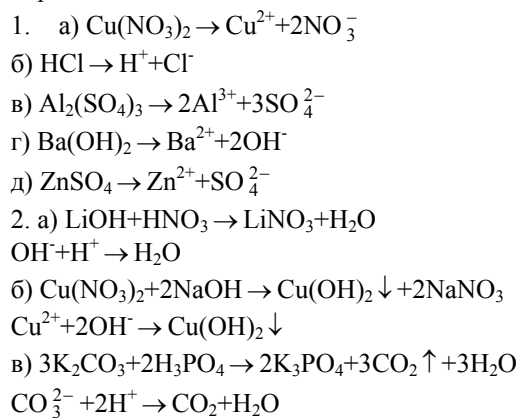 1. а) Cu(NO₃)₂ → Cu²⁺+2NO₃⁻
б) HCl → H⁺+Cl⁻
в) Al₂(SO₄)₃ → 2Al³⁺+3SO₄²⁻
г) Ba(OH)₂ → Ba²⁺+2OH⁻
д) ZnSO₄ → Zn²⁺+SO₄²⁻
2. а) LiOH+HNO₃ → LiNO₃+H₂O
OH⁻+H⁺ → H₂O
б) Cu(NO₃)₂+2NaOH → Cu(OH)₂ ↓ +2NaNO₃
Cu²⁺+2OH⁻ → Cu(OH)₂ ↓
в) 3K₂CO₃+2H₃PO₄ → 2K₃PO₄+3CO₂ ↑ +3H₂O
CO₃²⁻ +2H⁺ → CO₂+H₂O